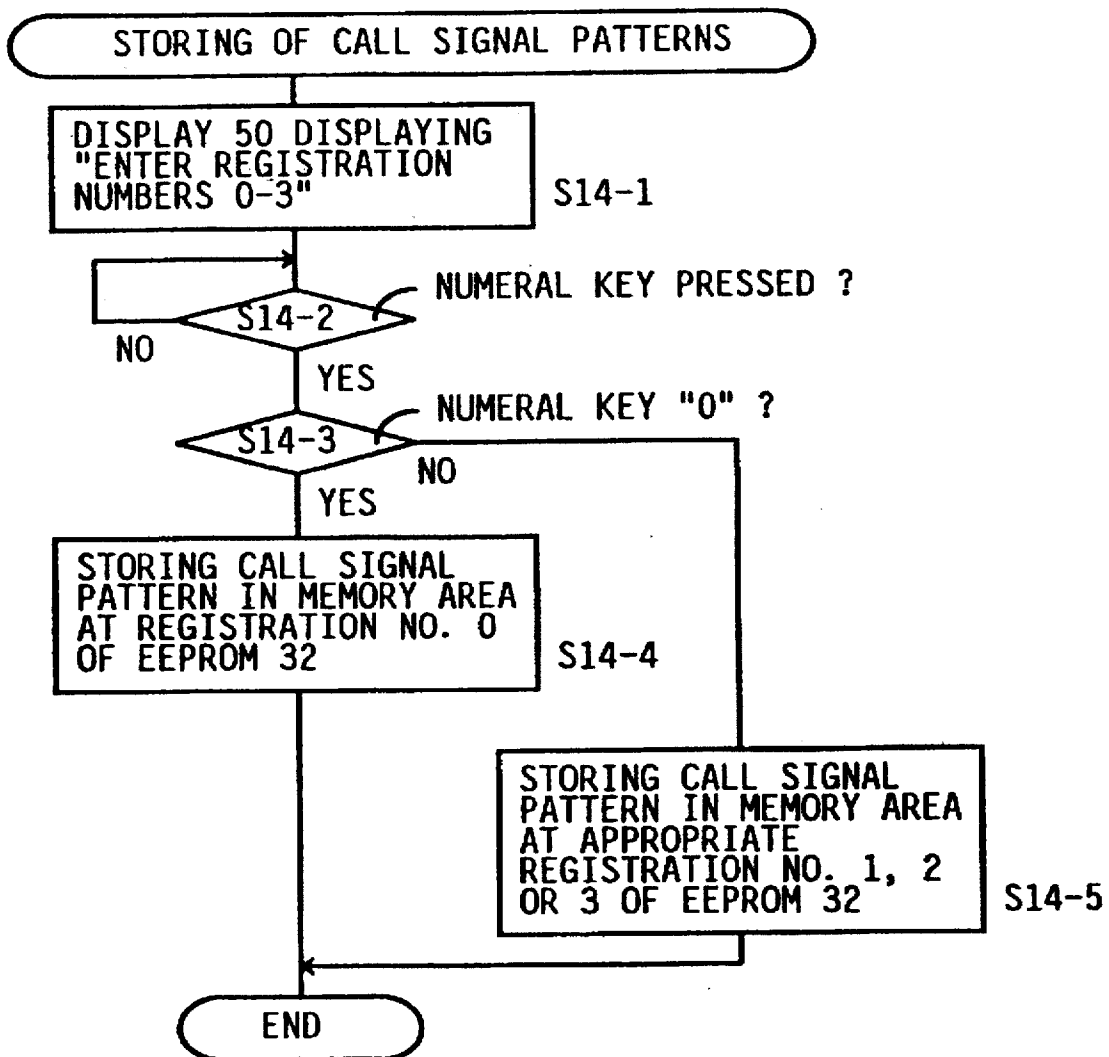 STORING OF CALL SIGNAL PATTERNS
DISPLAY 50 DISPLAYING
"ENTER REGISTRATION
NUMBERS 0-3"
S14-1
NUMERAL KEY PRESSED ?
S14-2
NO
YES
NUMERAL KEY "0" ?
S14-3
NO
YES
STORING CALL SIGNAL
PATTERN IN MEMORY AREA
AT REGISTRATION NO. 0
OF EEPROM 32
S14-4
STORING CALL SIGNAL
PATTERN IN MEMORY AREA
AT APPROPRIATE
REGISTRATION NO. 1, 2
OR 3 OF EEPROM 32
S14-5
END